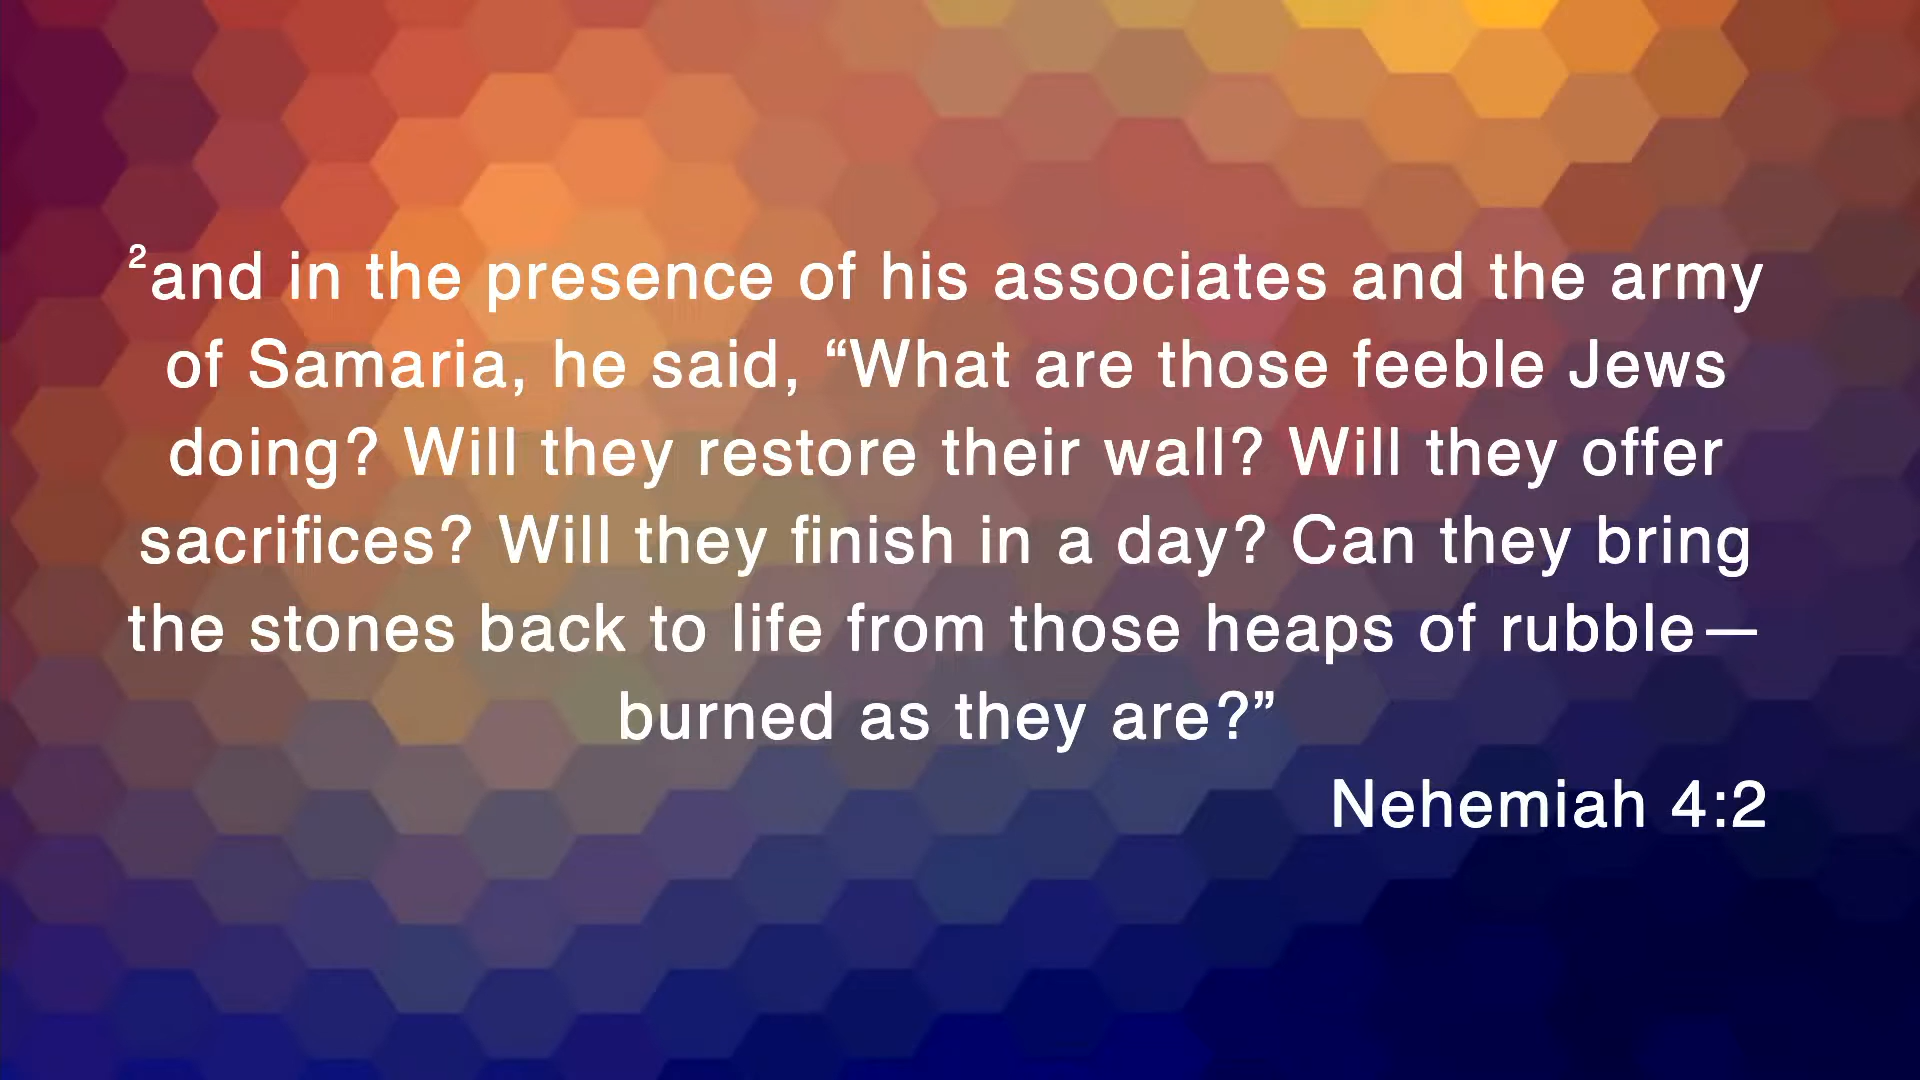 ²and in the presence of his associates and the army
of Samaria, he said, “What are those feeble Jews
doing? Will they restore their wall? Will they offer
sacrifices? Will they finish in a day? Can they bring
the stones back to life from those heaps of rubble—
burned as they are?”
Nehemiah 4:2